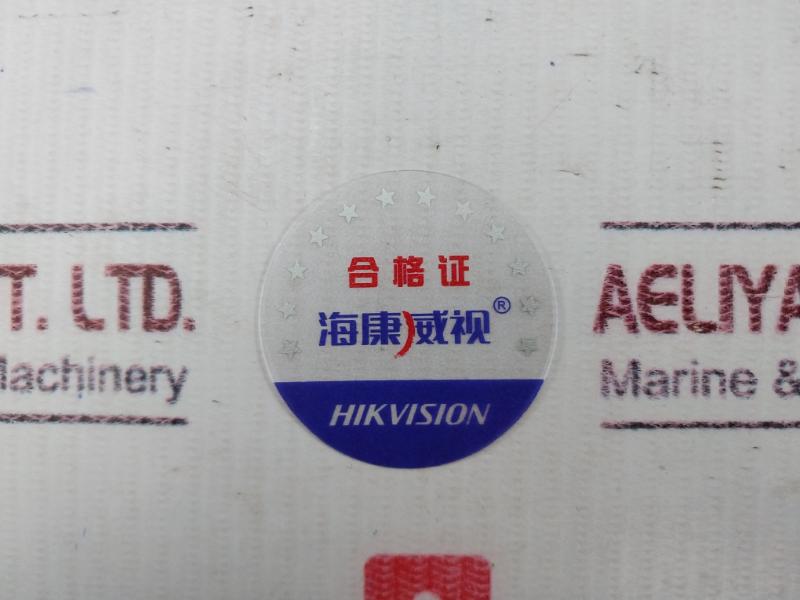 合格证
海康威视®
HIKVISION
T. LTD.
Machinery
AELIYA
Marine &